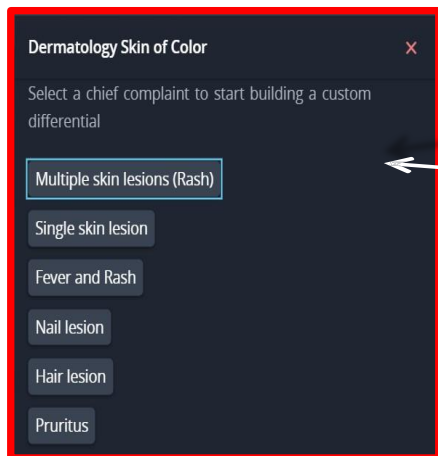 Dermatology Skin of Color X
Select a chief complaint to start building a custom
differential
Multiple skin lesions (Rash)
Single skin lesion
Fever and Rash
Nail lesion
Hair lesion
Pruritus